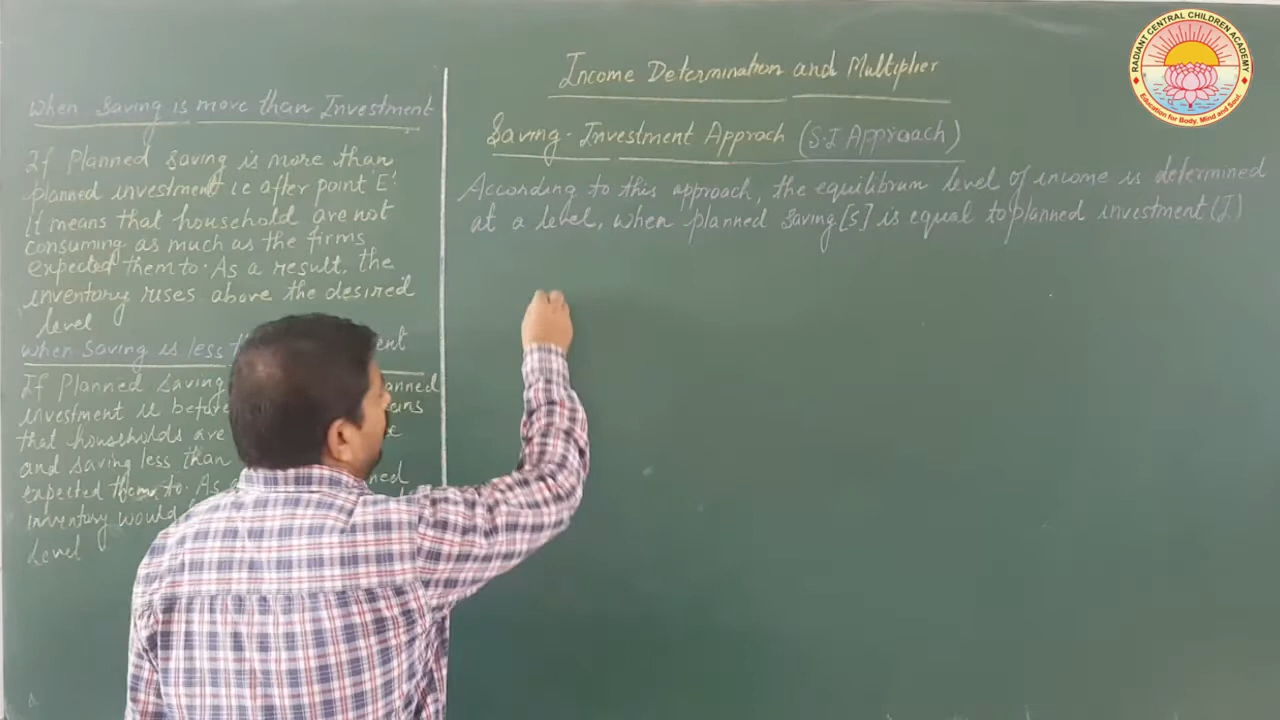 When Saving is more than Investment
If Planned Saving is more than
planned investment i.e after point 'E'.
It means that household are not
consuming as much as the firms
expected them to. As a result, the
inventory rises above the desired
level
When Saving is less
If Planned Saving
investment ie
that households are
and saving less than
expected them to. As
inventory would
level
Income Determination and Multiplier
Saving-Investment Approch (S.I Approach)
According to this approach, the equilibrum level of income is determined
at a level, when planned saving [S] is equal to planned investment (I)
RADIANT CENTRAL CHILDREN ACADEMY
Education for Body, Mind and Soul.